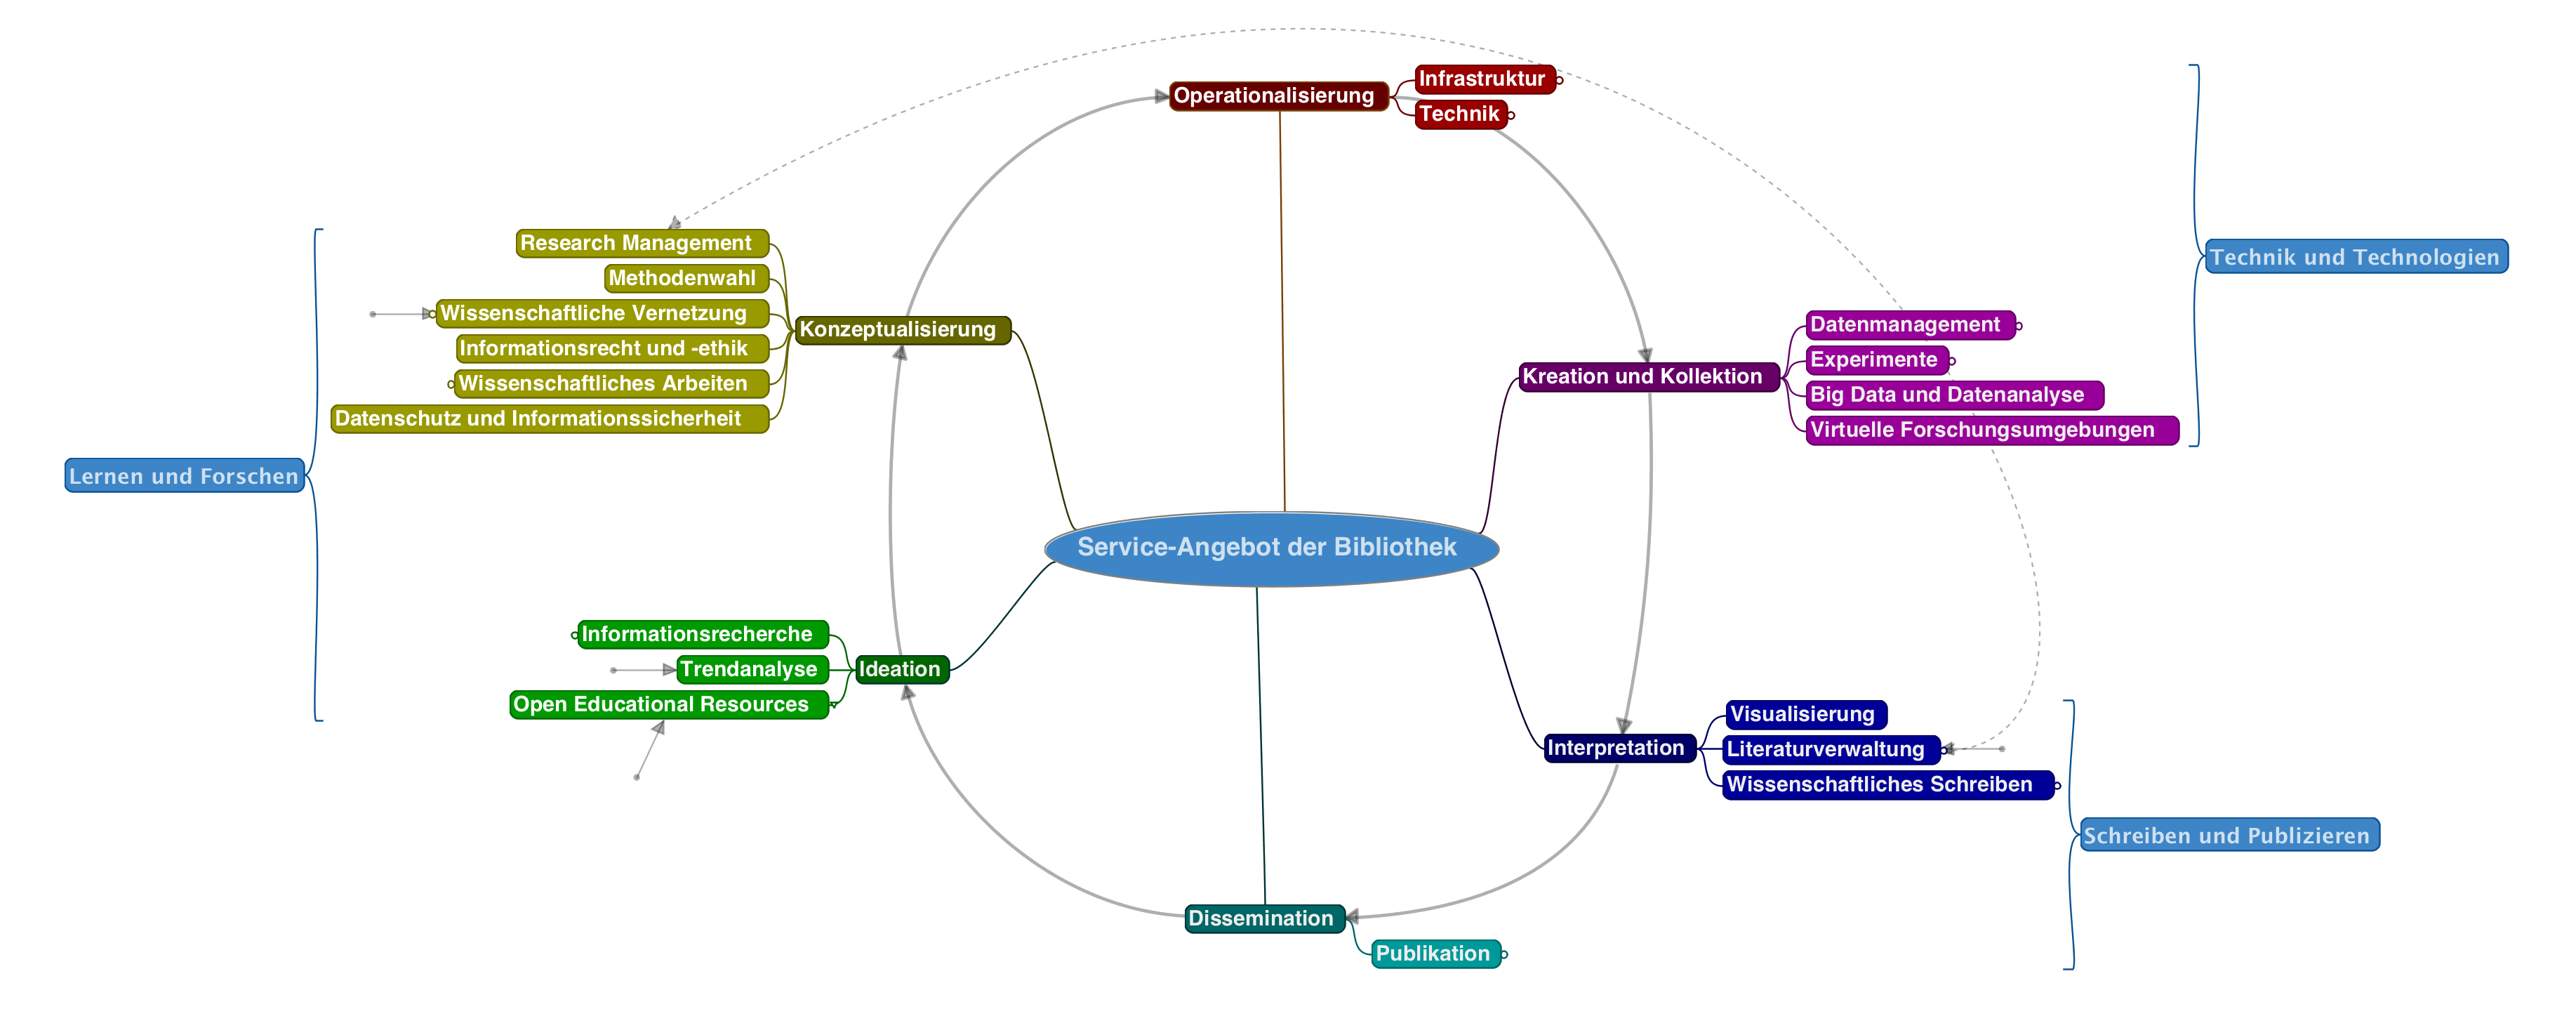 Operationalisierung
Infrastruktur
Technik
Research Management
Methodenwahl
Wissenschaftliche Vernetzung
Informationsrecht und -ethik
Wissenschaftliches Arbeiten
Datenschutz und Informationssicherheit
Konzeptualisierung
Lernen und Forschen
Technik und Technologien
Kreation und Kollektion
Datenmanagement
Experimente
Big Data und Datenanalyse
Virtuelle Forschungsumgebungen
Service-Angebot der Bibliothek
Informationsrecherche
Trendanalyse
Open Educational Resources
Ideation
Interpretation
Visualisierung
Literaturverwaltung
Wissenschaftliches Schreiben
Schreiben und Publizieren
Dissemination
Publikation